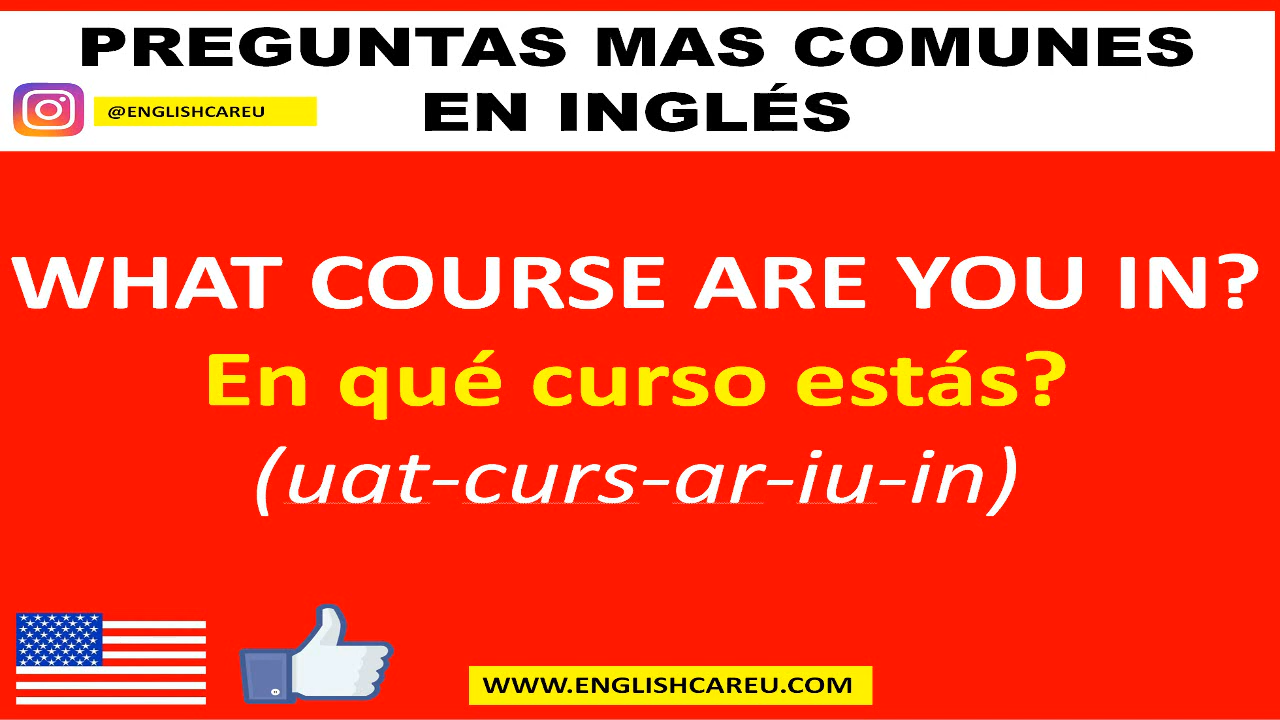 PREGUNTAS MAS COMUNES
EN INGLÉS
@ENGLISHCAREU
WHAT COURSE ARE YOU IN?
En qué curso estás?
(uat-curs-ar-iu-in)
WWW.ENGLISHCAREU.COM